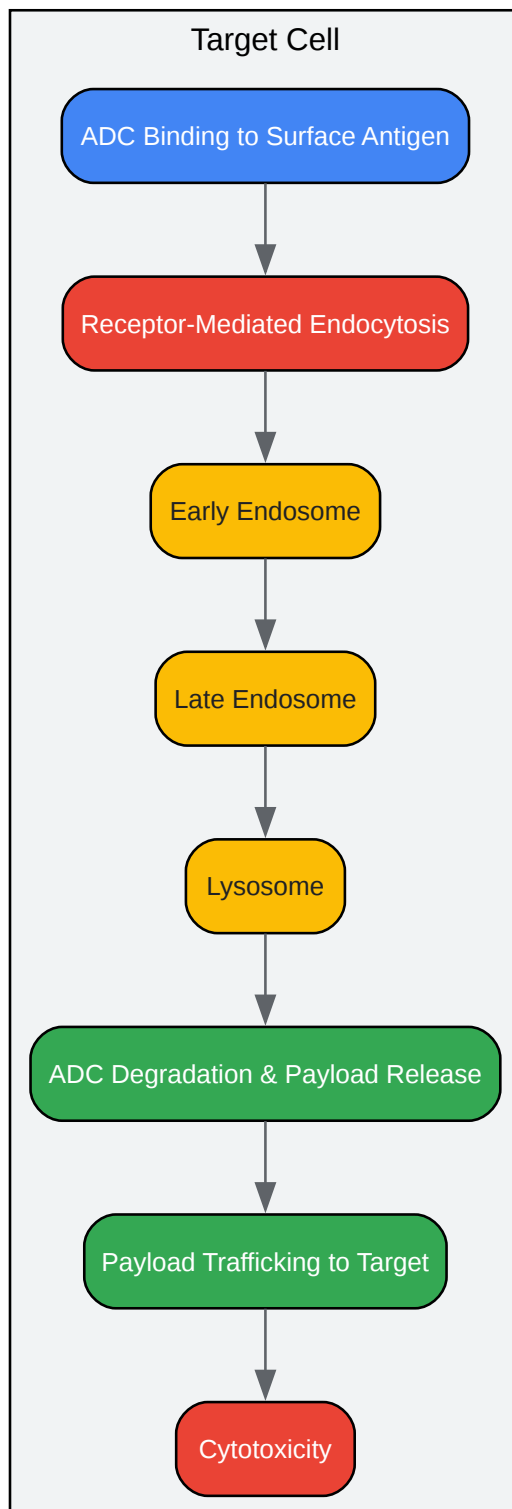 Target Cell
ADC Binding to Surface Antigen
Receptor-Mediated Endocytosis
Early Endosome
Late Endosome
Lysosome
ADC Degradation & Payload Release
Payload Trafficking to Target
Cytotoxicity